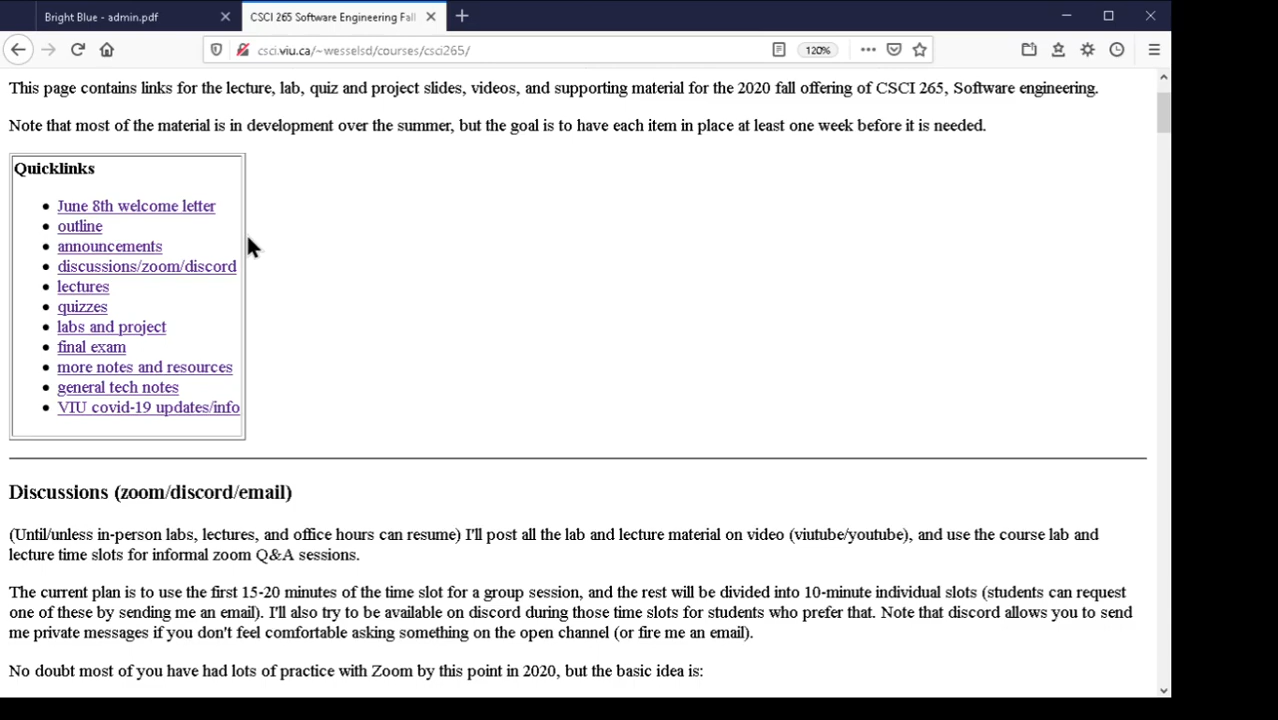 Bright Blue - admin.pdf
CSCI 265 Software Engineering Fall
csci.viu.ca/~wesselsd/courses/csci265/
120%
This page contains links for the lecture, lab, quiz and project slides, videos, and supporting material for the 2020 fall offering of CSCI 265, Software engineering.
Note that most of the material is in development over the summer, but the goal is to have each item in place at least one week before it is needed.
Quicklinks
June 8th welcome letter
outline
announcements
discussions/zoom/discord
lectures
quizzes
labs and project
final exam
more notes and resources
general tech notes
VIU covid-19 updates/info
Discussions (zoom/discord/email)
(Until/unless in-person labs, lectures, and office hours can resume) I'll post all the lab and lecture material on video (viutube/youtube), and use the course lab and
lecture time slots for informal zoom Q&A sessions.
The current plan is to use the first 15-20 minutes of the time slot for a group session, and the rest will be divided into 10-minute individual slots (students can request
one of these by sending me an email). I'll also try to be available on discord during those time slots for students who prefer that. Note that discord allows you to send
me private messages if you don't feel comfortable asking something on the open channel (or fire me an email).
No doubt most of you have had lots of practice with Zoom by this point in 2020, but the basic idea is: